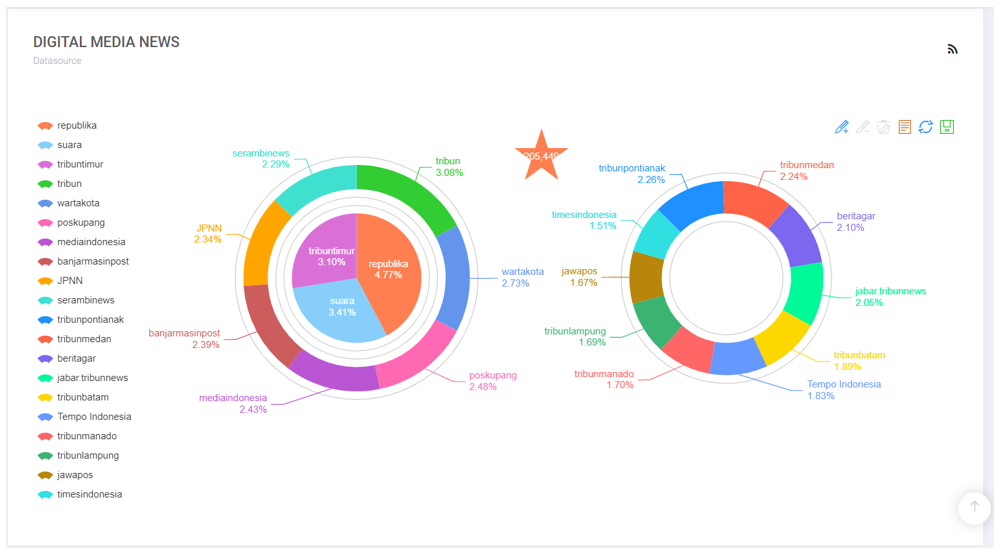 DIGITAL MEDIA NEWS
Datasource
republika
suara
tribuntimur
tribun
wartakota
poskupang
mediaindonesia
banjarmasinpost
JPNN
serambinews
tribunpontianak
tribunmedan
beritagar
jabar.tribunnews
tribunbatam
Tempo Indonesia
tribunmanado
tribunlampung
jawapos
timesindonesia
serambinews
2.29%
tribun
3.08%
JPNN
2.34%
tribuntimur
3.10%
republika
4.77%
wartakota
2.73%
suara
3.41%
banjarmasinpost
2.39%
poskupang
2.48%
mediaindonesia
2.43%
205,449
tribunpontianak
2.26%
tribunmedan
2.24%
timesindonesia
1.51%
beritagar
2.10%
jawapos
1.67%
jabar.tribunnews
2.05%
tribunlampung
1.69%
tribunbatam
1.89%
tribunmanado
1.70%
Tempo Indonesia
1.83%